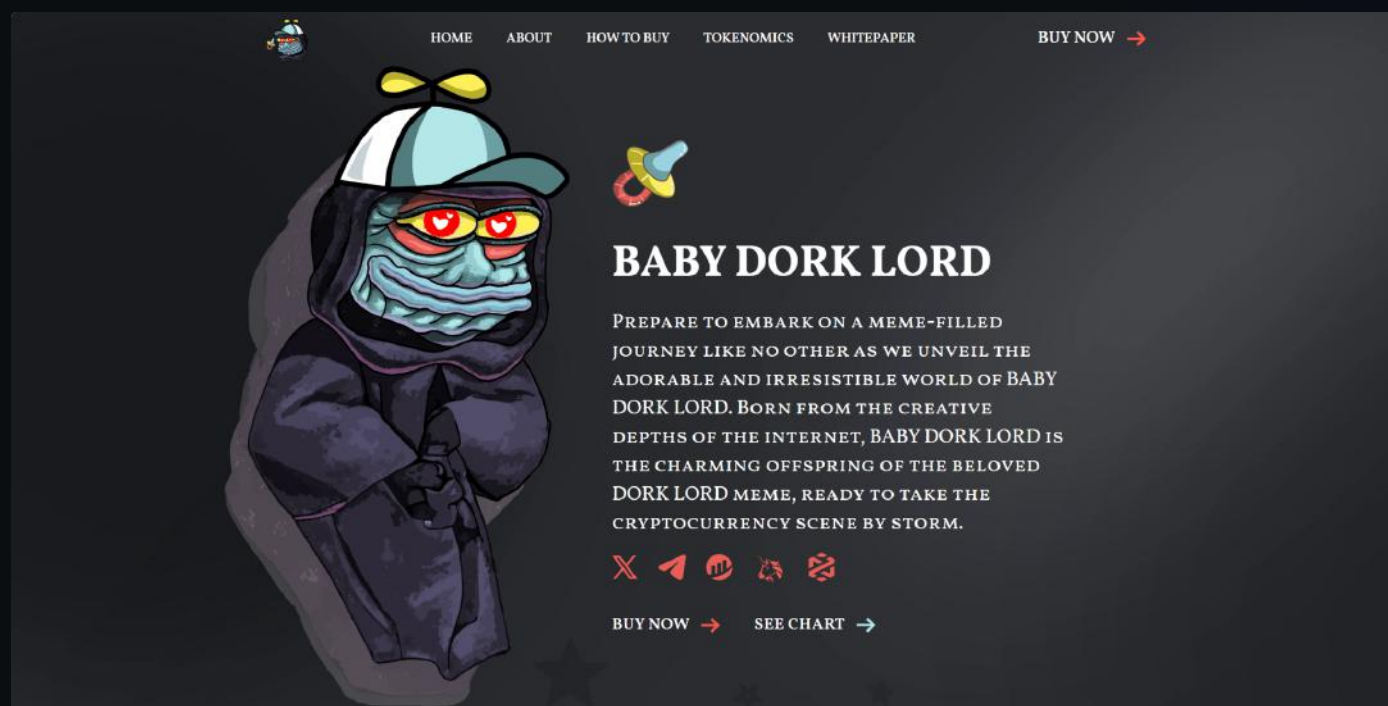 HOME ABOUT HOW TO BUY TOKENOMICS WHITEPAPER BUY NOW
BABY DORK LORD
Prepare to embark on a meme-filled
journey like no other as we unveil the
adorable and irresistible world of BABY
DORK LORD. Born from the creative
depths of the internet, BABY DORK LORD is
the charming offspring of the beloved
DORK LORD meme, ready to take the
cryptocurrency scene by storm.
BUY NOW SEE CHART